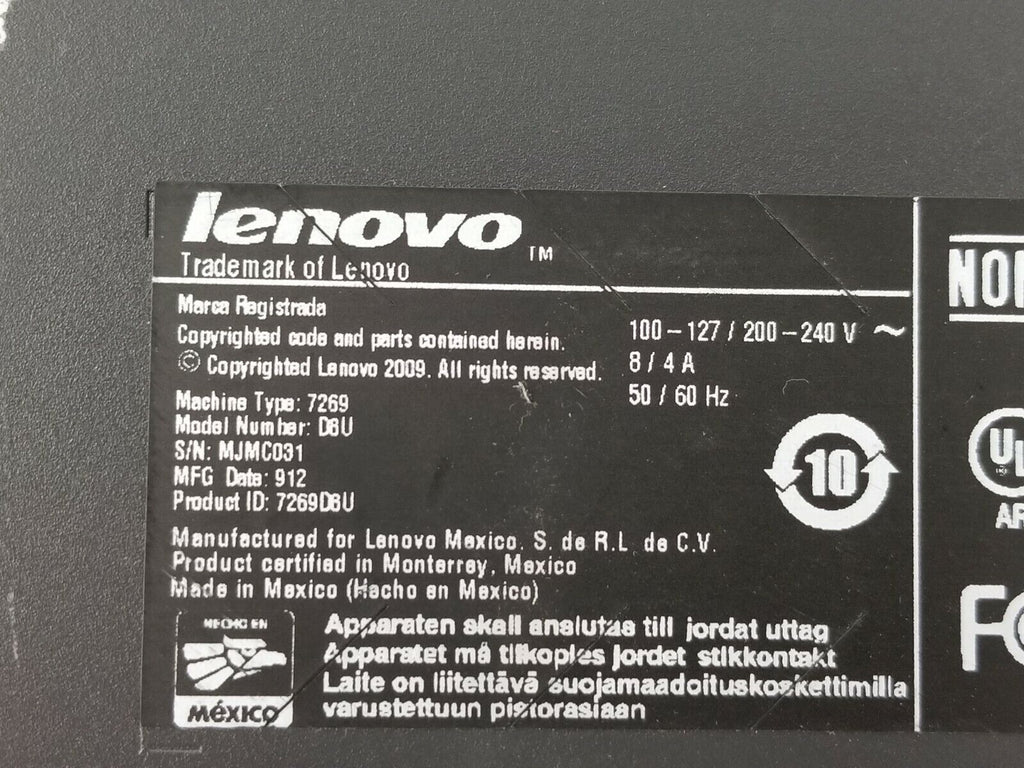 lenovo™
Trademark of Lenovo
Marca Registrada
Copyrighted code and parts contained herein.
© Copyrighted Lenovo 2009. All rights reserved.
100-127 / 200-240 V ~
8 / 4 A
50 / 60 Hz
Machine Type: 7269
Model Number: D8U
S/N: MJMC031
MFG Date: 912
Product ID: 7269D8U
10
Manufactured for Lenovo Mexico. S. de R.L. de C.V.
Product certified in Monterrey, Mexico
Made in Mexico (Hacho en Mexico)
HECHO EN
MéXICO
Apparaten skall anslutas till jordat uttag
Apparatet må tilkoples jordet stikkontakt
Laite on liitettävä suojamaadoituskoskettimilla
varustettuun pistorasiaan
NO
UL